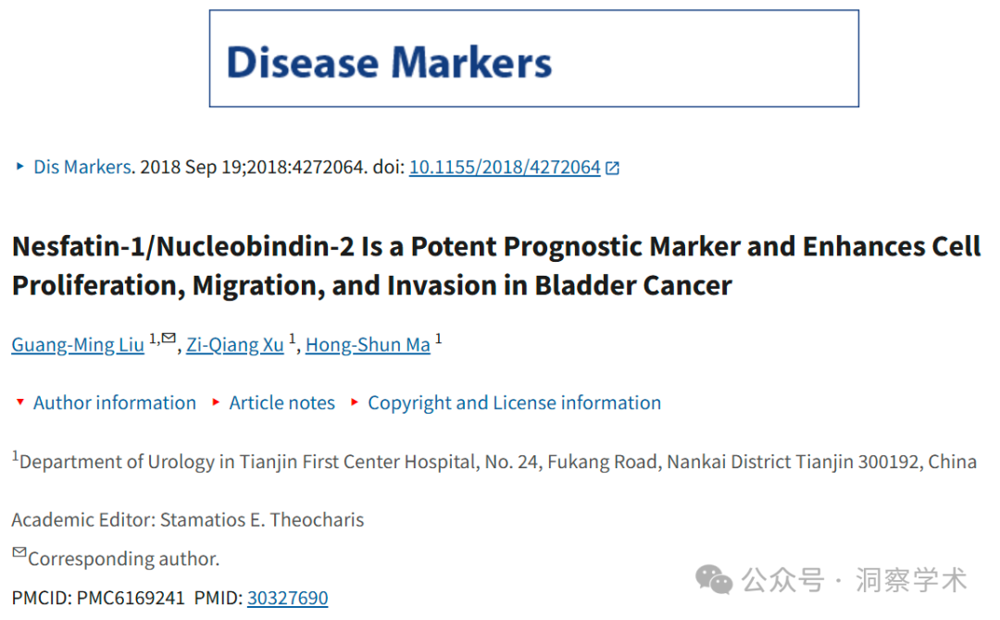 Disease Markers
Dis Markers. 2018 Sep 19;2018:4272064. doi: 10.1155/2018/4272064
Nesfatin-1/Nucleobindin-2 Is a Potent Prognostic Marker and Enhances Cell
Proliferation, Migration, and Invasion in Bladder Cancer
Guang-Ming Liu 1,✉, Zi-Qiang Xu 1, Hong-Shun Ma 1
Author information Article notes Copyright and License information
1Department of Urology in Tianjin First Center Hospital, No. 24, Fukang Road, Nankai District Tianjin 300192, China
Academic Editor: Stamatios E. Theocharis
✉Corresponding author.
公众号 · 洞察学术
PMCID: PMC6169241 PMID: 30327690